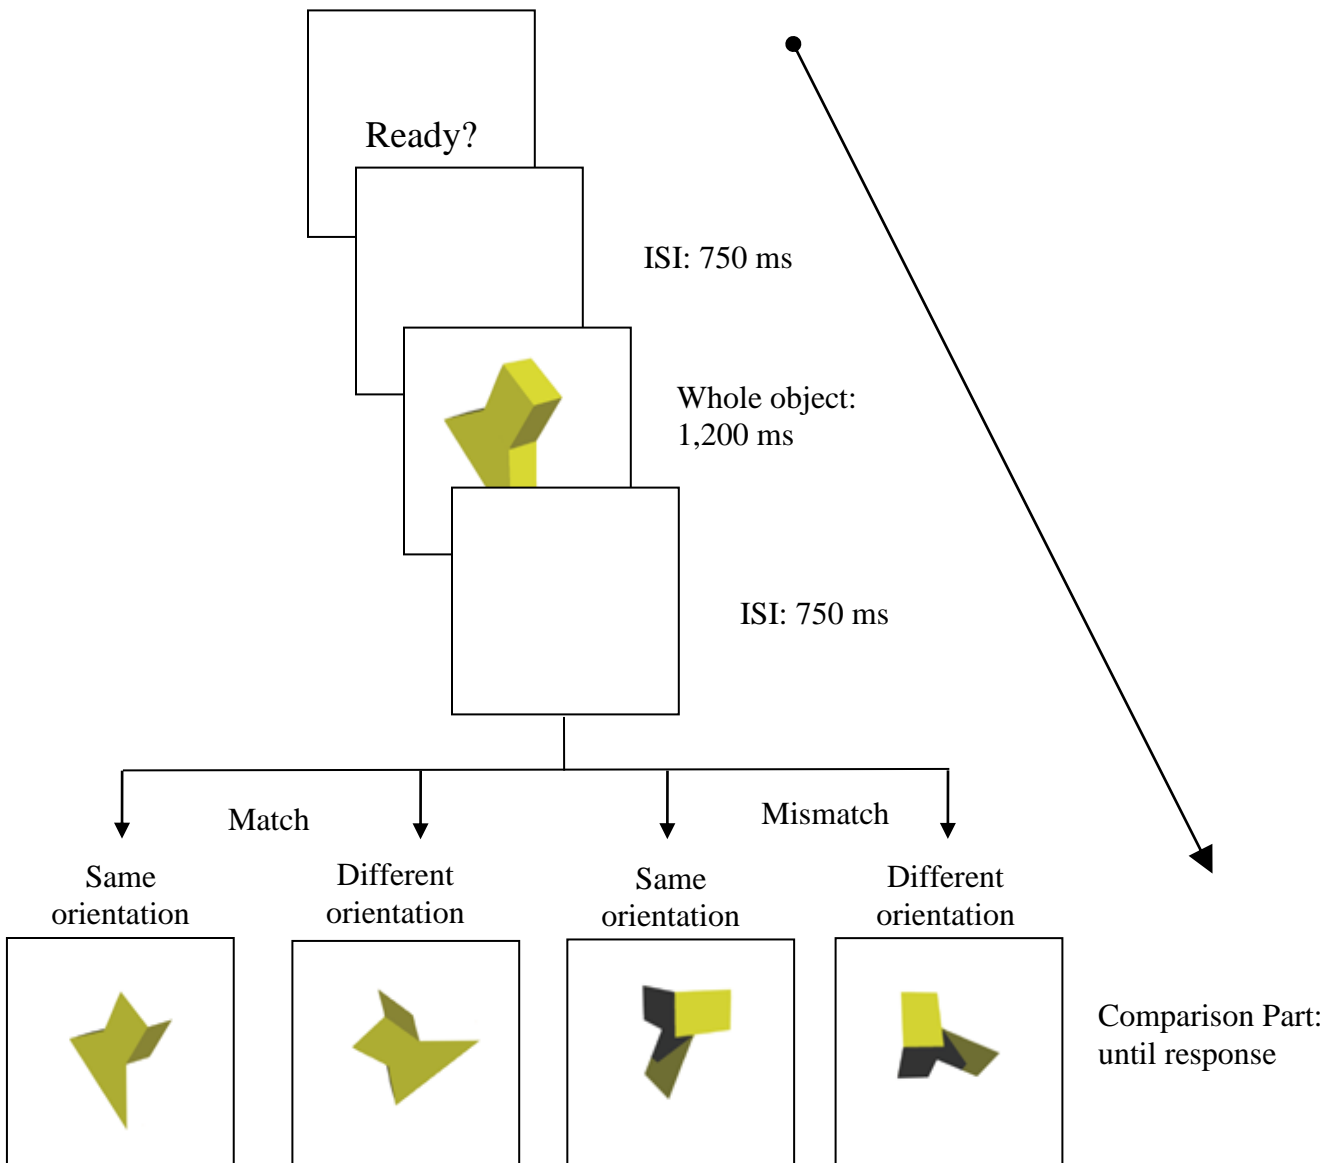 Ready?
ISI: 750 ms
Whole object:
1,200 ms
ISI: 750 ms
Match
Mismatch
Same
orientation
Different
orientation
Same
orientation
Different
orientation
Comparison Part:
until response